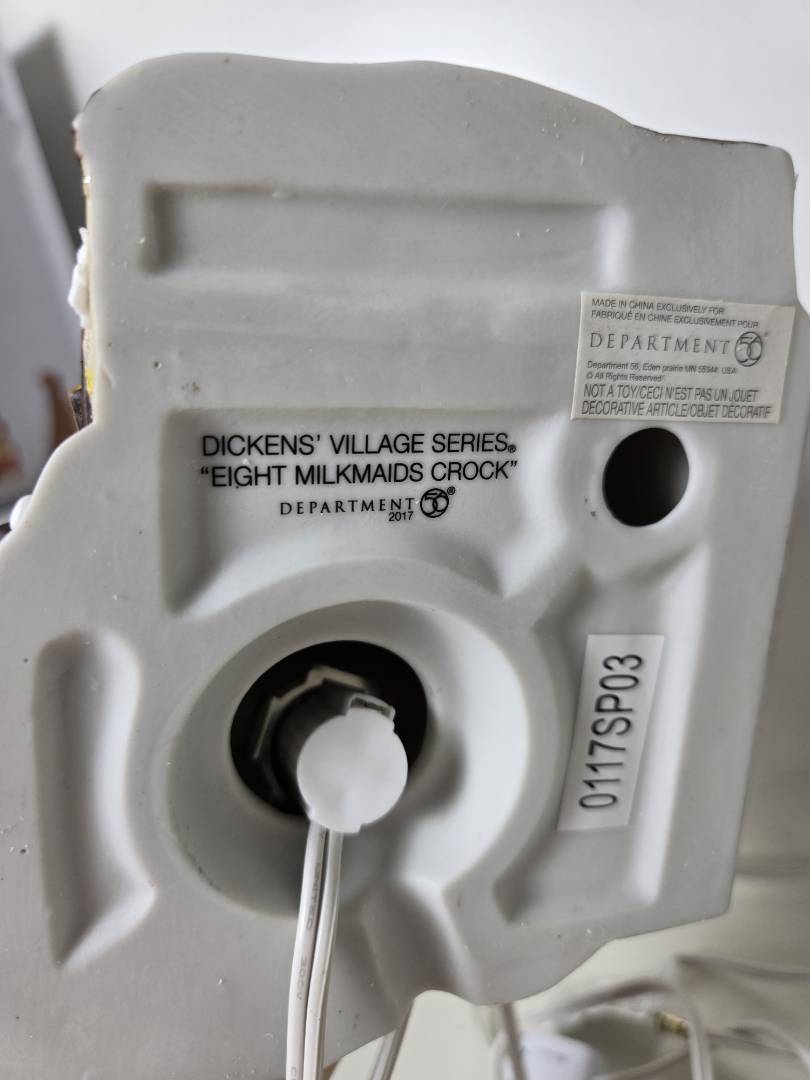 MADE IN CHINA EXCLUSIVELY FOR
FABRIQUÉ EN CHINE EXCLUSIVEMENT POUR
DEPARTMENT 56®
Department 56, Eden prairie MN 55344, USA
© All Rights Reserved
NOT A TOY/CECI N'EST PAS UN JOUET
DECORATIVE ARTICLE/OBJET DÉCORATIF
DICKENS' VILLAGE SERIES®
"EIGHT MILKMAIDS CROCK"
DEPARTMENT 56®
2017
0117SP03